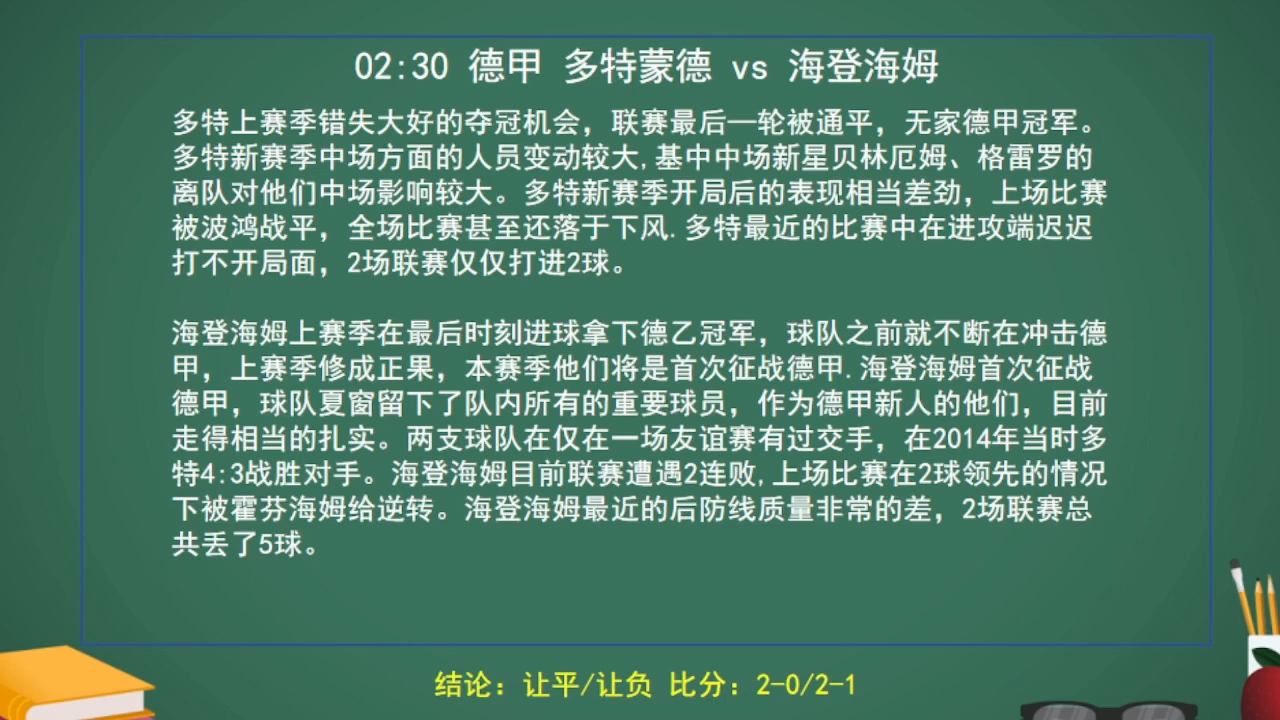 02:30 德甲 多特蒙德 vs 海登海姆
多特上赛季错失大好的夺冠机会，联赛最后一轮被逼平，无家德甲冠军。
多特新赛季中场方面的人员变动较大,基中中场新星贝林厄姆、格雷罗的
离队对他们中场影响较大。多特新赛季开局后的表现相当差劲，上场比赛
被波鸿战平，全场比赛甚至还落于下风.多特最近的比赛中在进攻端迟迟
打不开局面，2场联赛仅仅打进2球。
海登海姆上赛季在最后时刻进球拿下德乙冠军，球队之前就不断在冲击德
甲，上赛季修成正果，本赛季他们将是首次征战德甲.海登海姆首次征战
德甲，球队夏窗留下了队内所有的重要球员，作为德甲新人的他们，目前
走得相当的扎实。两支球队在仅在一场友谊赛有过交手，在2014年当时多
特4:3战胜对手。海登海姆目前联赛遭遇2连败,上场比赛在2球领先的情况
下被霍芬海姆给逆转。海登海姆最近的后防线质量非常的差，2场联赛总
共丢了5球。
结论：让平/让负 比分：2-0/2-1